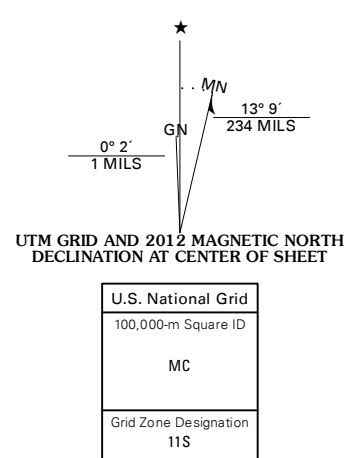 ★
MN
GN
13° 9´
234 MILS
0° 2´
1 MILS
UTM GRID AND 2012 MAGNETIC NORTH
DECLINATION AT CENTER OF SHEET
U.S. National Grid
100,000-m Square ID
MC
Grid Zone Designation
11S